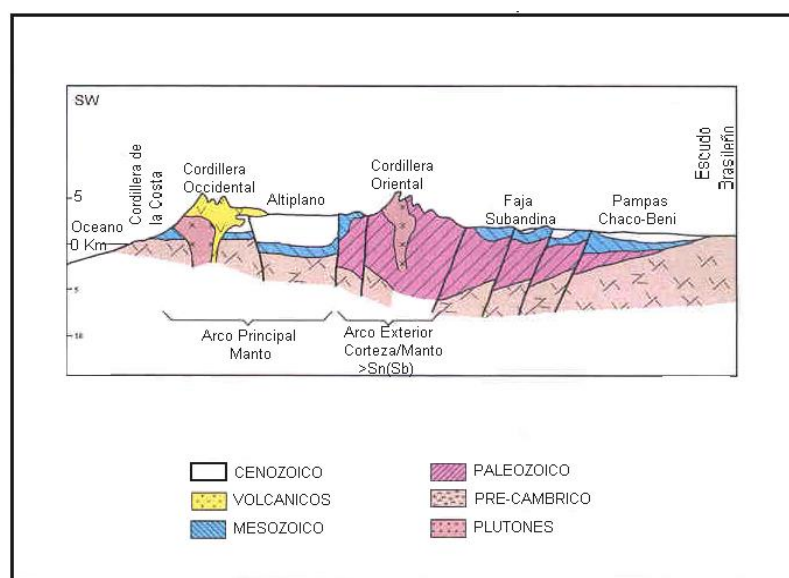 SW
Cordillera de
la Costa
Cordillera
Occidental
Altiplano
Cordillera
Oriental
Faja
Subandina
Pampas
Chaco-Beni
Escudo
Brasileño
5
Oceano
0 Km
5
10
Arco Principal
Manto
Arco Exterior
Corteza/Manto
>Sn(Sb)
CENOZOICO
VOLCANICOS
MESOZOICO
PALEOZOICO
PRE-CAMBRICO
PLUTONES